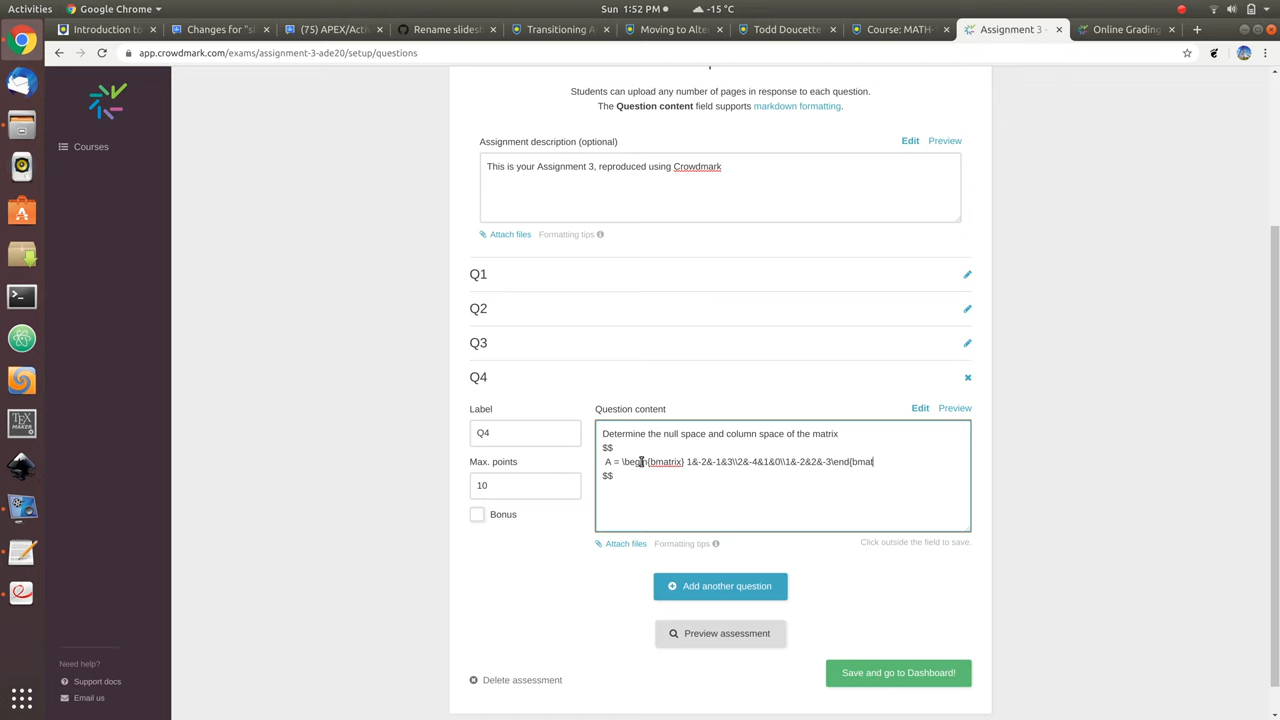 Activities Google Chrome Sun 1:52 PM -15 °C
Introduction to Changes for "sl (75) APEX/Acti Rename slidesh Transitioning A Moving to Alter Todd Doucette Course: MATH- Assignment 3 - Online Grading
app.crowdmark.com/exams/assignment-3-ade20/setup/questions
Courses
Students can upload any number of pages in response to each question.
The Question content field supports markdown formatting.
Assignment description (optional) Edit Preview
This is your Assignment 3, reproduced using Crowdmark
Attach files Formatting tips
Q1
Q2
Q3
Q4
Label Question content Edit Preview
Q4 Determine the null space and column space of the matrix
$$
Max. points A = \begin{bmatrix} 1&-2&-1&3\\2&-4&1&0\\1&-2&2&-3\end{bmat
10 $$
Bonus
Attach files Formatting tips Click outside the field to save.
Add another question
Preview assessment
Save and go to Dashboard!
Delete assessment
Need help?
Support docs
Email us
TEX
MAKER